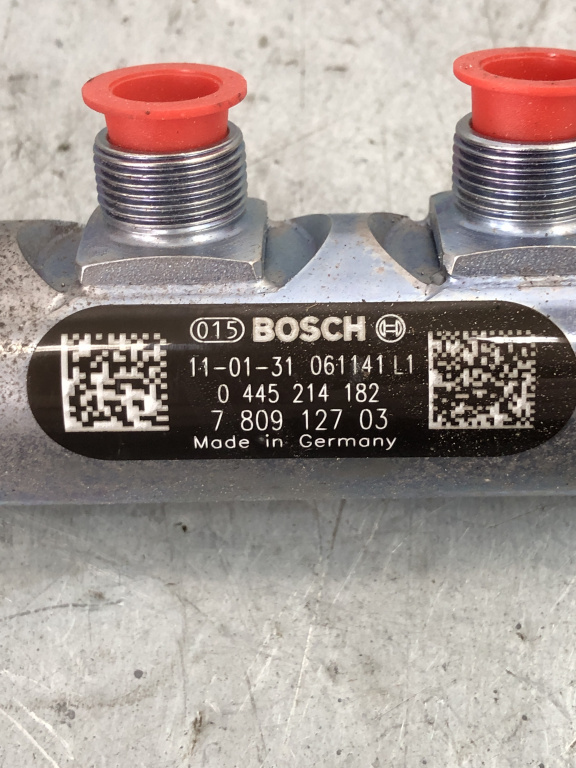 015 BOSCH
11-01-31 061141 L1
0 445 214 182
7 809 127 03
Made in Germany